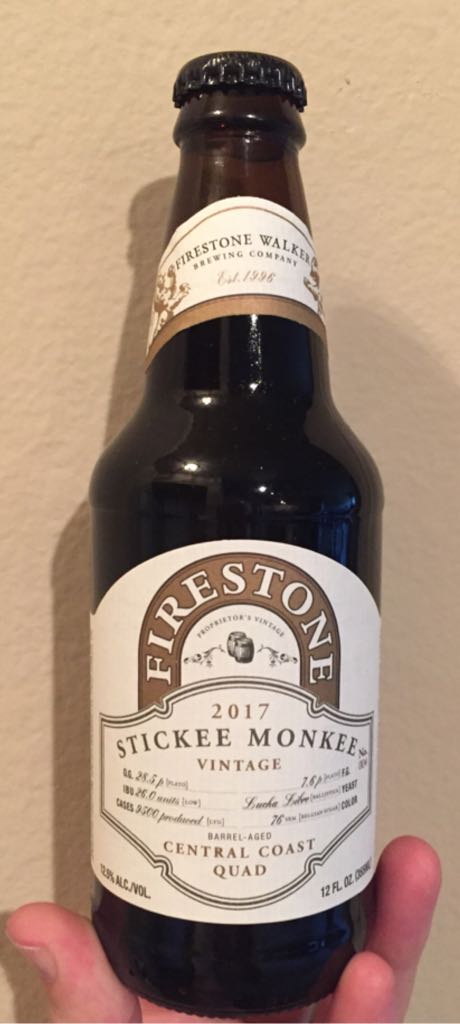 FIRESTONE WALKER
BREWING COMPANY
Est. 1996
FIRESTONE
PROPRIETOR'S VINTAGE
2017
STICKEE MONKEE
VINTAGE
O.G. 28.5 p [PLATO] 7.6 p [PLATO] F.G.
IBU 26.0 units [LOW] Lucha Libre YEAST
CASES 9500 produced 76 SRM [BELGIAN SUGAR] COLOR
No.
BARREL-AGED
CENTRAL COAST
QUAD
12.5% ALC./VOL.
12 FL. OZ. (355ML)